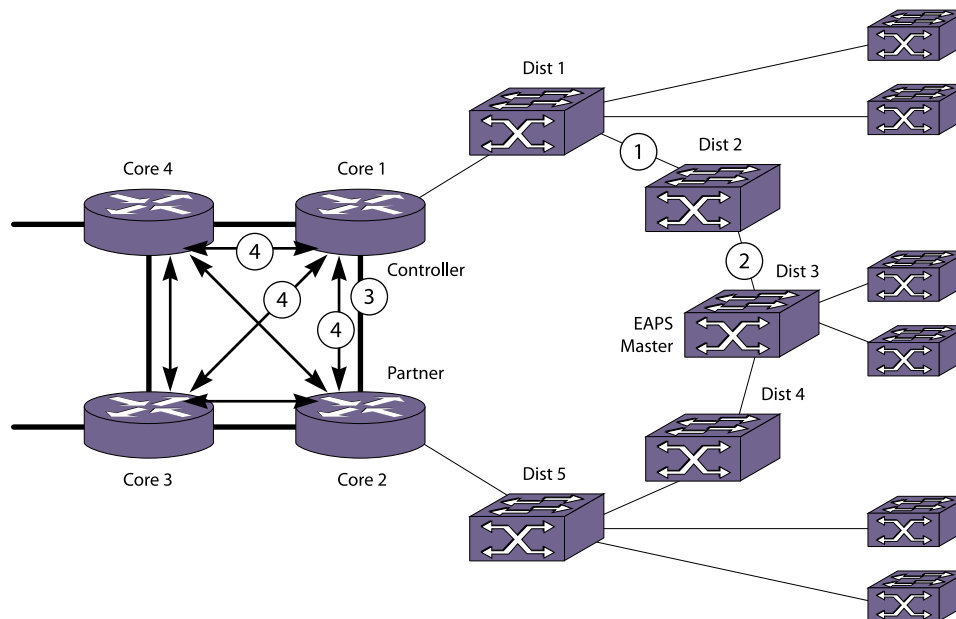 Dist 1
1
Dist 2
Core 4
Core 1
4
Controller
2
Dist 3
4
3
4
EAPS
Master
Partner
Dist 4
Core 3
Core 2
Dist 5